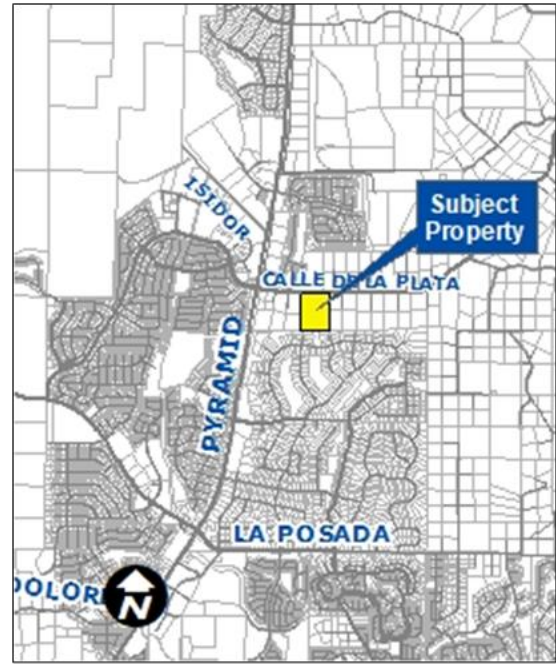 ISIDOR
Subject
Property
CALLE DE LA PLATA
PYRAMID
LA POSADA
DOLOR
N